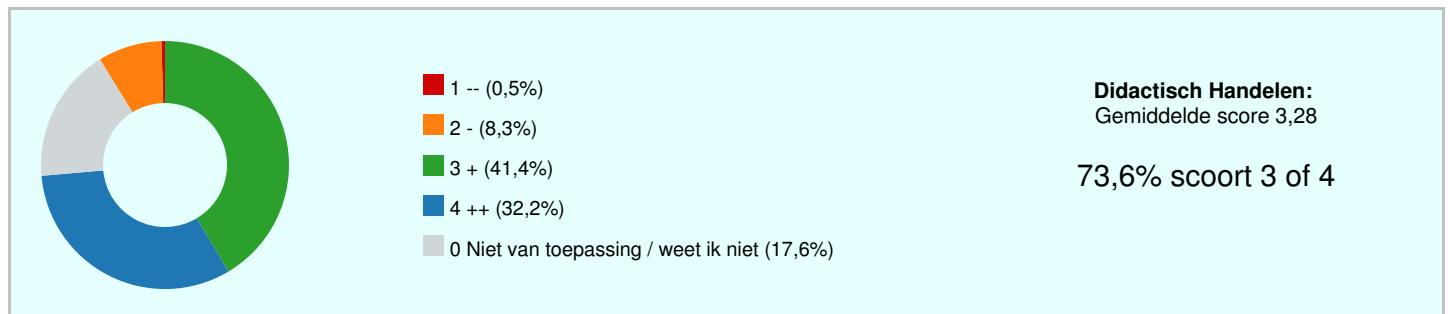 1 -- (0,5%)
2 - (8,3%)
3 + (41,4%)
4 ++ (32,2%)
0 Niet van toepassing / weet ik niet (17,6%)
Didactisch Handelen:
Gemiddelde score 3,28
73,6% scoort 3 of 4